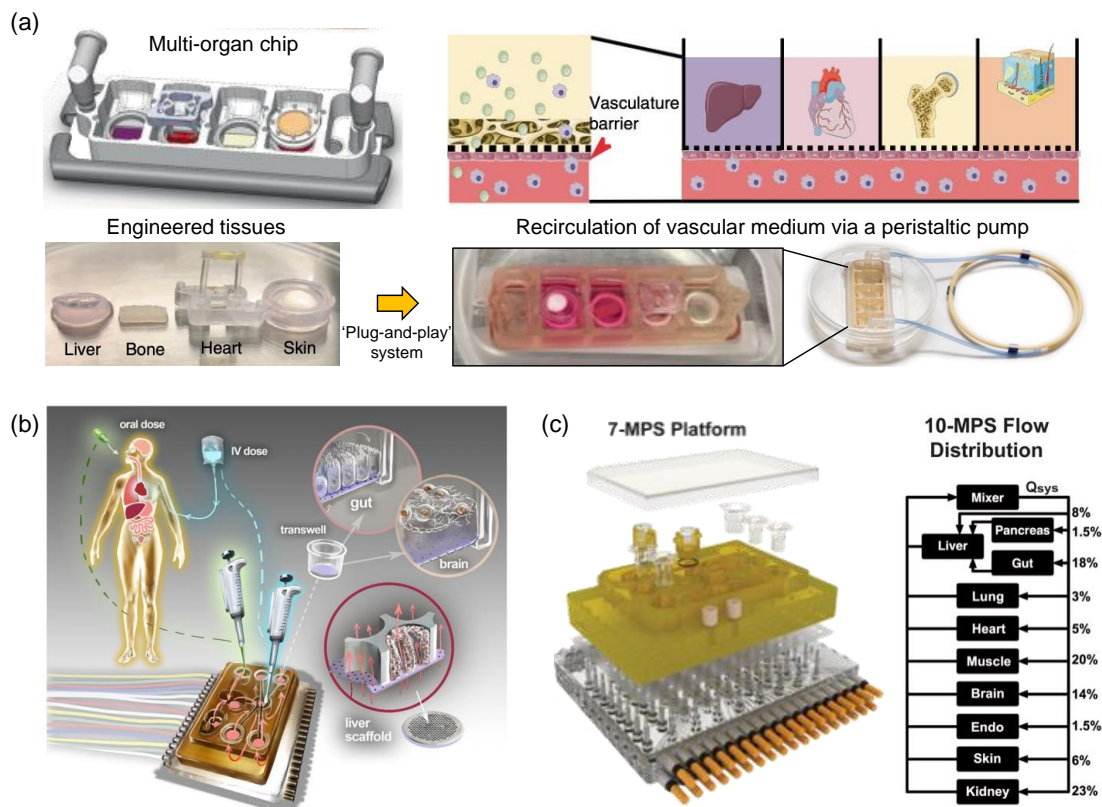 (a)
Multi-organ chip
Vasculature
barrier
Engineered tissues
Recirculation of vascular medium via a peristaltic pump
Liver
Bone
Heart
Skin
'Plug-and-play'
system
(b)
oral dose
IV dose
gut
transwell
brain
liver
scaffold
(c)
7-MPS Platform
10-MPS Flow
Distribution
Mixer
Qsys
8%
Pancreas
1.5%
Liver
Gut
18%
Lung
3%
Heart
5%
Muscle
20%
Brain
14%
Endo
1.5%
Skin
6%
Kidney
23%